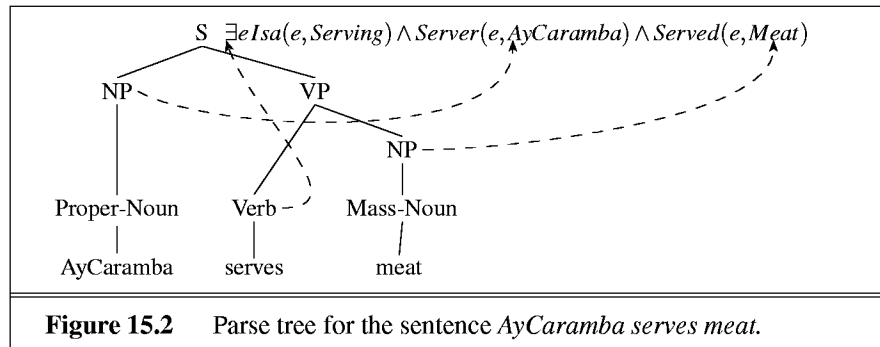 S ∃eIsa(e,Serving) ∧ Server(e,AyCaramba) ∧ Served(e,Meat)
NP VP
NP
Proper-Noun Verb Mass-Noun
AyCaramba serves meat
Figure 15.2 Parse tree for the sentence AyCaramba serves meat.